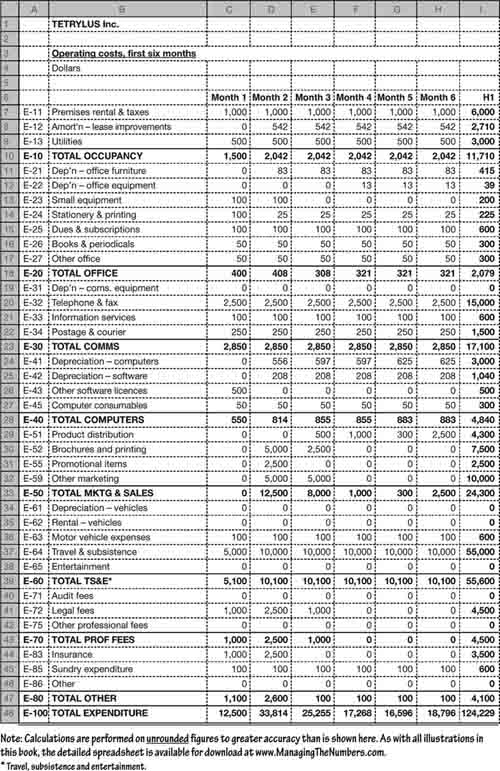 A B C D E F G H I
1 TETRYLUS Inc.
2
3 Operating costs, first six months
4 Dollars
5
6 Month 1 Month 2 Month 3 Month 4 Month 5 Month 6 H1
7 E-11 Premises rental & taxes 1,000 1,000 1,000 1,000 1,000 1,000 6,000
8 E-12 Amort'n – lease improvements 0 542 542 542 542 542 2,710
9 E-13 Utilities 500 500 500 500 500 500 3,000
10 E-10 TOTAL OCCUPANCY 1,500 2,042 2,042 2,042 2,042 2,042 11,710
11 E-21 Dep'n – office furniture 0 83 83 83 83 83 415
12 E-22 Dep'n – office equipment 0 0 0 13 13 13 39
13 E-23 Small equipment 100 100 0 0 0 0 200
14 E-24 Stationery & printing 100 25 25 25 25 25 225
15 E-25 Dues & subscriptions 100 100 100 100 100 100 600
16 E-26 Books & periodicals 50 50 50 50 50 50 300
17 E-27 Other office 50 50 50 50 50 50 300
18 E-20 TOTAL OFFICE 400 408 308 321 321 321 2,079
19 E-31 Dep'n – coms. equipment 0 0 0 0 0 0 0
20 E-32 Telephone & fax 2,500 2,500 2,500 2,500 2,500 2,500 15,000
21 E-33 Information services 100 100 100 100 100 100 600
22 E-34 Postage & courier 250 250 250 250 250 250 1,500
23 E-30 TOTAL COMMS 2,850 2,850 2,850 2,850 2,850 2,850 17,100
24 E-41 Depreciation – computers 0 556 597 597 625 625 3,000
25 E-42 Depreciation – software 0 208 208 208 208 208 1,040
26 E-43 Other software licences 500 0 0 0 0 0 500
27 E-45 Computer consumables 50 50 50 50 50 50 300
28 E-40 TOTAL COMPUTERS 550 814 855 855 883 883 4,840
29 E-51 Product distribution 0 0 500 1,000 300 2,500 4,300
30 E-52 Brochures and printing 0 5,000 2,500 0 0 0 7,500
31 E-55 Promotional items 0 2,500 0 0 0 0 2,500
32 E-59 Other marketing 0 5,000 5,000 0 0 0 10,000
33 E-50 TOTAL MKTG & SALES 0 12,500 8,000 1,000 300 2,500 24,300
34 E-61 Depreciation – vehicles 0 0 0 0 0 0 0
35 E-62 Rental – vehicles 0 0 0 0 0 0 0
36 E-63 Motor vehicle expenses 100 100 100 100 100 100 600
37 E-64 Travel & subsistence 5,000 10,000 10,000 10,000 10,000 10,000 55,000
38 E-65 Entertainment 0 0 0 0 0 0 0
39 E-60 TOTAL TS&E* 5,100 10,100 10,100 10,100 10,100 10,100 55,600
40 E-71 Audit fees 0 0 0 0 0 0 0
41 E-72 Legal fees 1,000 2,500 1,000 0 0 0 4,500
42 E-75 Other professional fees 0 0 0 0 0 0 0
43 E-70 TOTAL PROF FEES 1,000 2,500 1,000 0 0 0 4,500
44 E-83 Insurance 1,000 2,500 0 0 0 0 3,500
45 E-85 Sundry expenditure 100 100 100 100 100 100 600
46 E-86 Other 0 0 0 0 0 0 0
47 E-80 TOTAL OTHER 1,100 2,600 100 100 100 100 4,100
48 E-100 TOTAL EXPENDITURE 12,500 33,814 25,255 17,268 16,596 18,796 124,229
Note: Calculations are performed on unrounded figures to greater accuracy than is shown here. As with all illustrations in
this book, the detailed spreadsheet is available for download at www.ManagingTheNumbers.com.
* Travel, subsistence and entertainment.